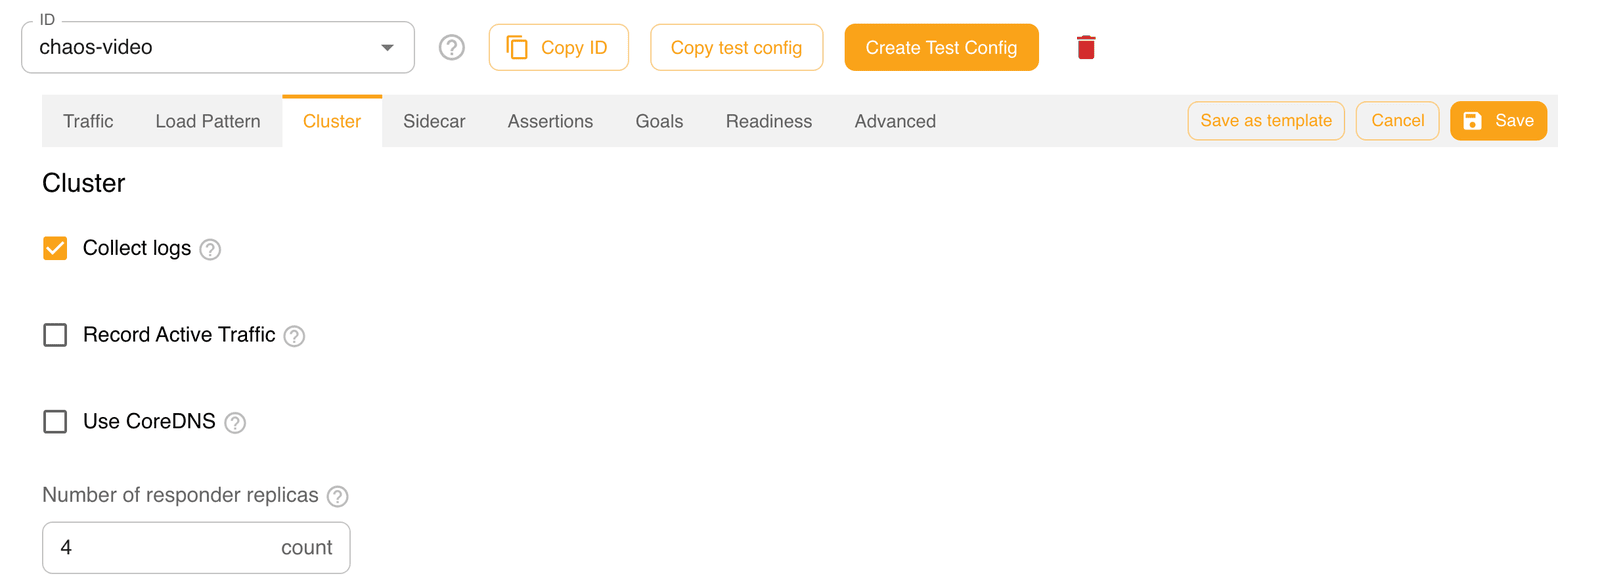 ID
chaos-video
Copy ID
Copy test config
Create Test Config
Traffic Load Pattern Cluster Sidecar Assertions Goals Readiness Advanced Save as template Cancel Save
Cluster
Collect logs
Record Active Traffic
Use CoreDNS
Number of responder replicas
4 count